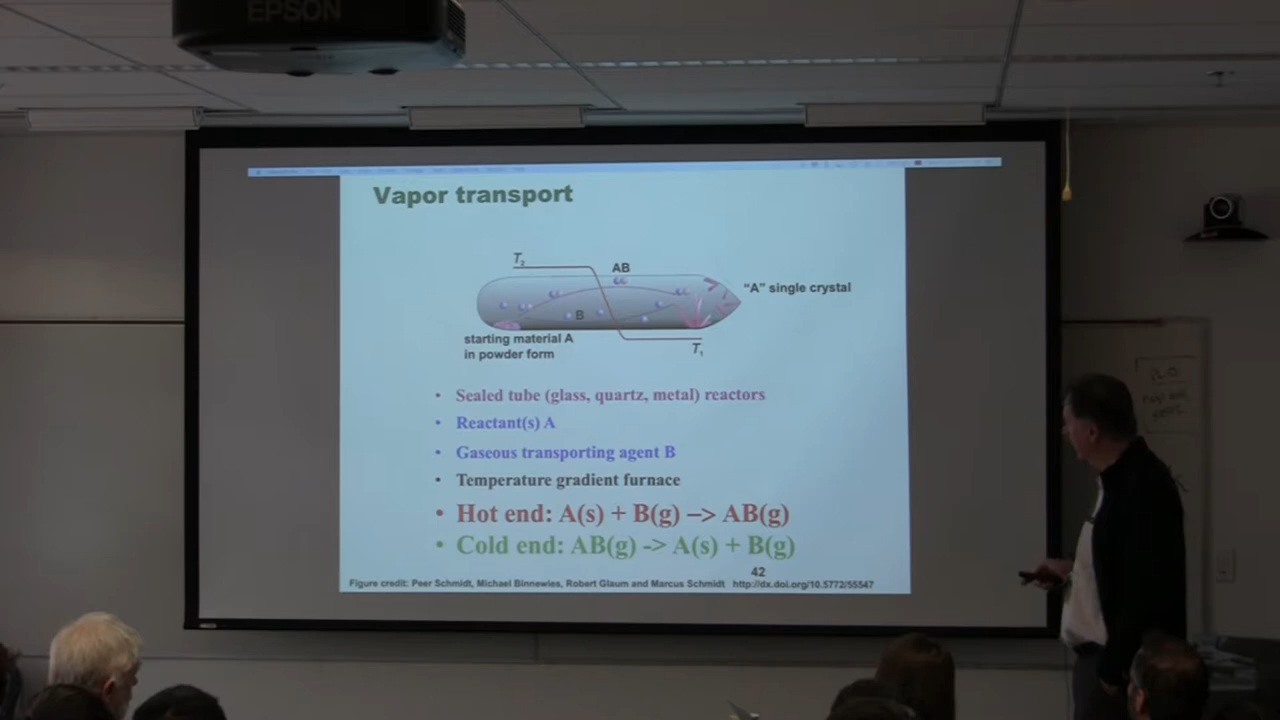 EPSON
Vapor transport
T2
AB
"A" single crystal
B
starting material A
in powder form
T1
• Sealed tube (glass, quartz, metal) reactors
• Reactant(s) A
• Gaseous transporting agent B
• Temperature gradient furnace
• Hot end: A(s) + B(g) –> AB(g)
• Cold end: AB(g) -> A(s) + B(g)
42
Figure credit: Peer Schmidt, Michael Binnewies, Robert Glaum and Marcus Schmidt http://dx.doi.org/10.5772/55547